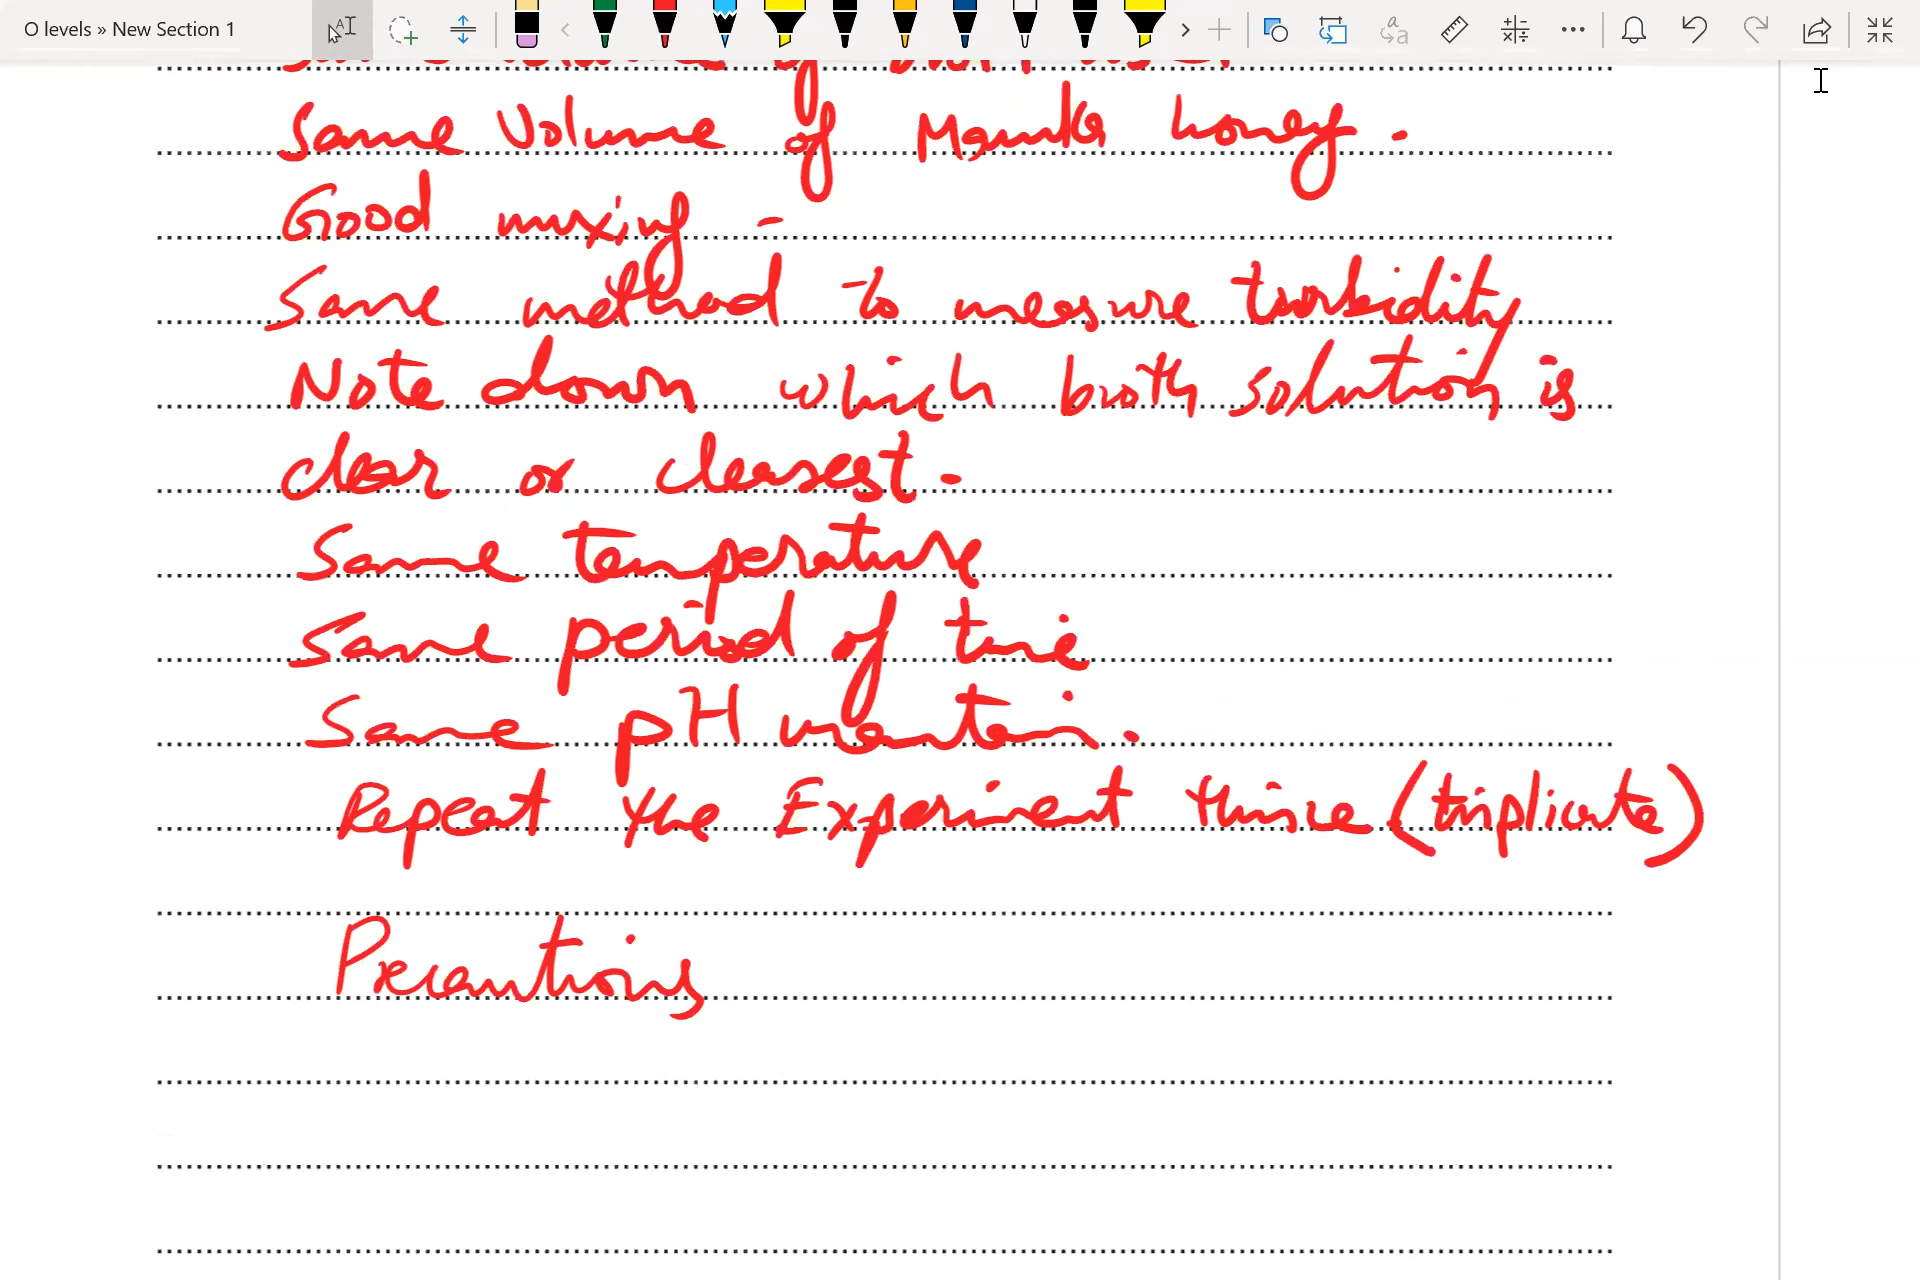 O levels » New Section 1
Same Volume of Manuka honey.
Good mixing -
Same method to measure turbidity
Note down which broth solution is
clear or clearest.
Same temperature
Same period of time
Same pH maintain.
Repeat the Experiment thrice (triplicate)
Precautions